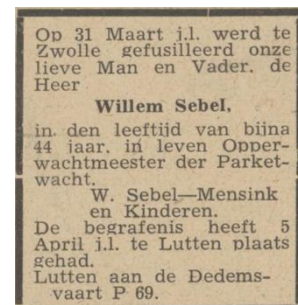 Op 31 Maart j.l. werd te
Zwolle gefusilleerd onze
lieve Man en Vader, de
Heer
Willem Sebel,
in den leeftijd van bijna
44 jaar, in leven Opper-
wachtmeester der Parket-
wacht.
W. Sebel—Mensink
en Kinderen.
De begrafenis heeft 5
April j.l. te Lutten plaats
gehad.
Lutten aan de Dedems-
vaart P 69.